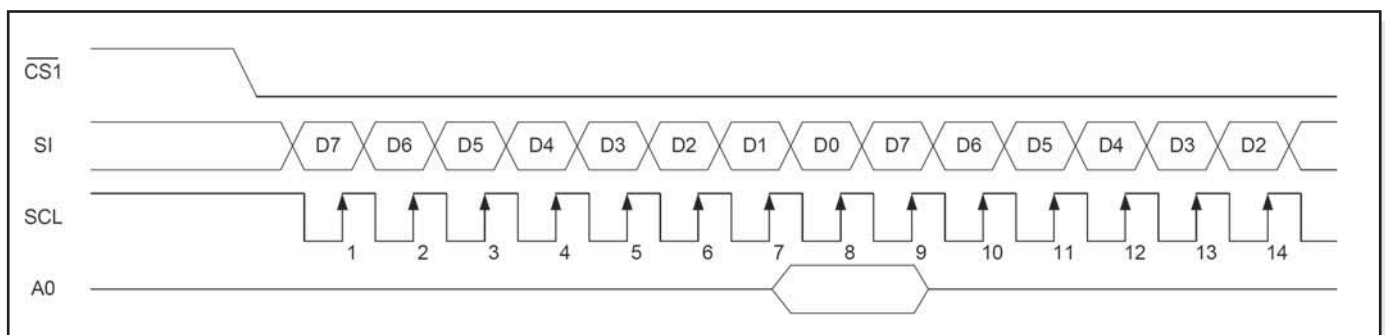 CS1
SI D7 D6 D5 D4 D3 D2 D1 D0 D7 D6 D5 D4 D3 D2
SCL
1 2 3 4 5 6 7 8 9 10 11 12 13 14
A0